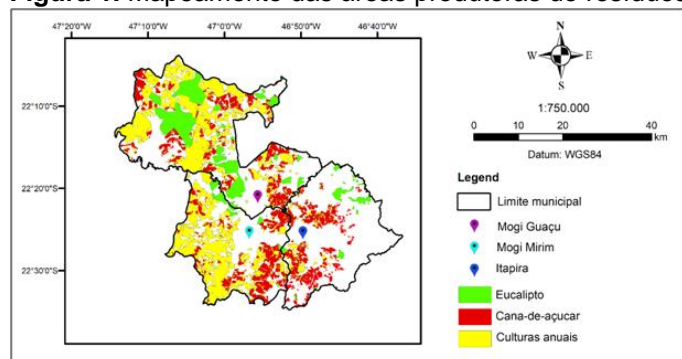 Figura 1. Mapeamento das áreas produtoras de resíduos
47°20'0"W 47°10'0"W 47°0'0"W 46°50'0"W 46°40'0"W
22°10'0"S
22°20'0"S
22°30'0"S
N
W E
S
1:750.000
0 10 20 40
km
Datum: WGS84
Legend
Limite municipal
Mogi Guaçu
Mogi Mirim
Itapira
Eucalipto
Cana-de-açucar
Culturas anuais